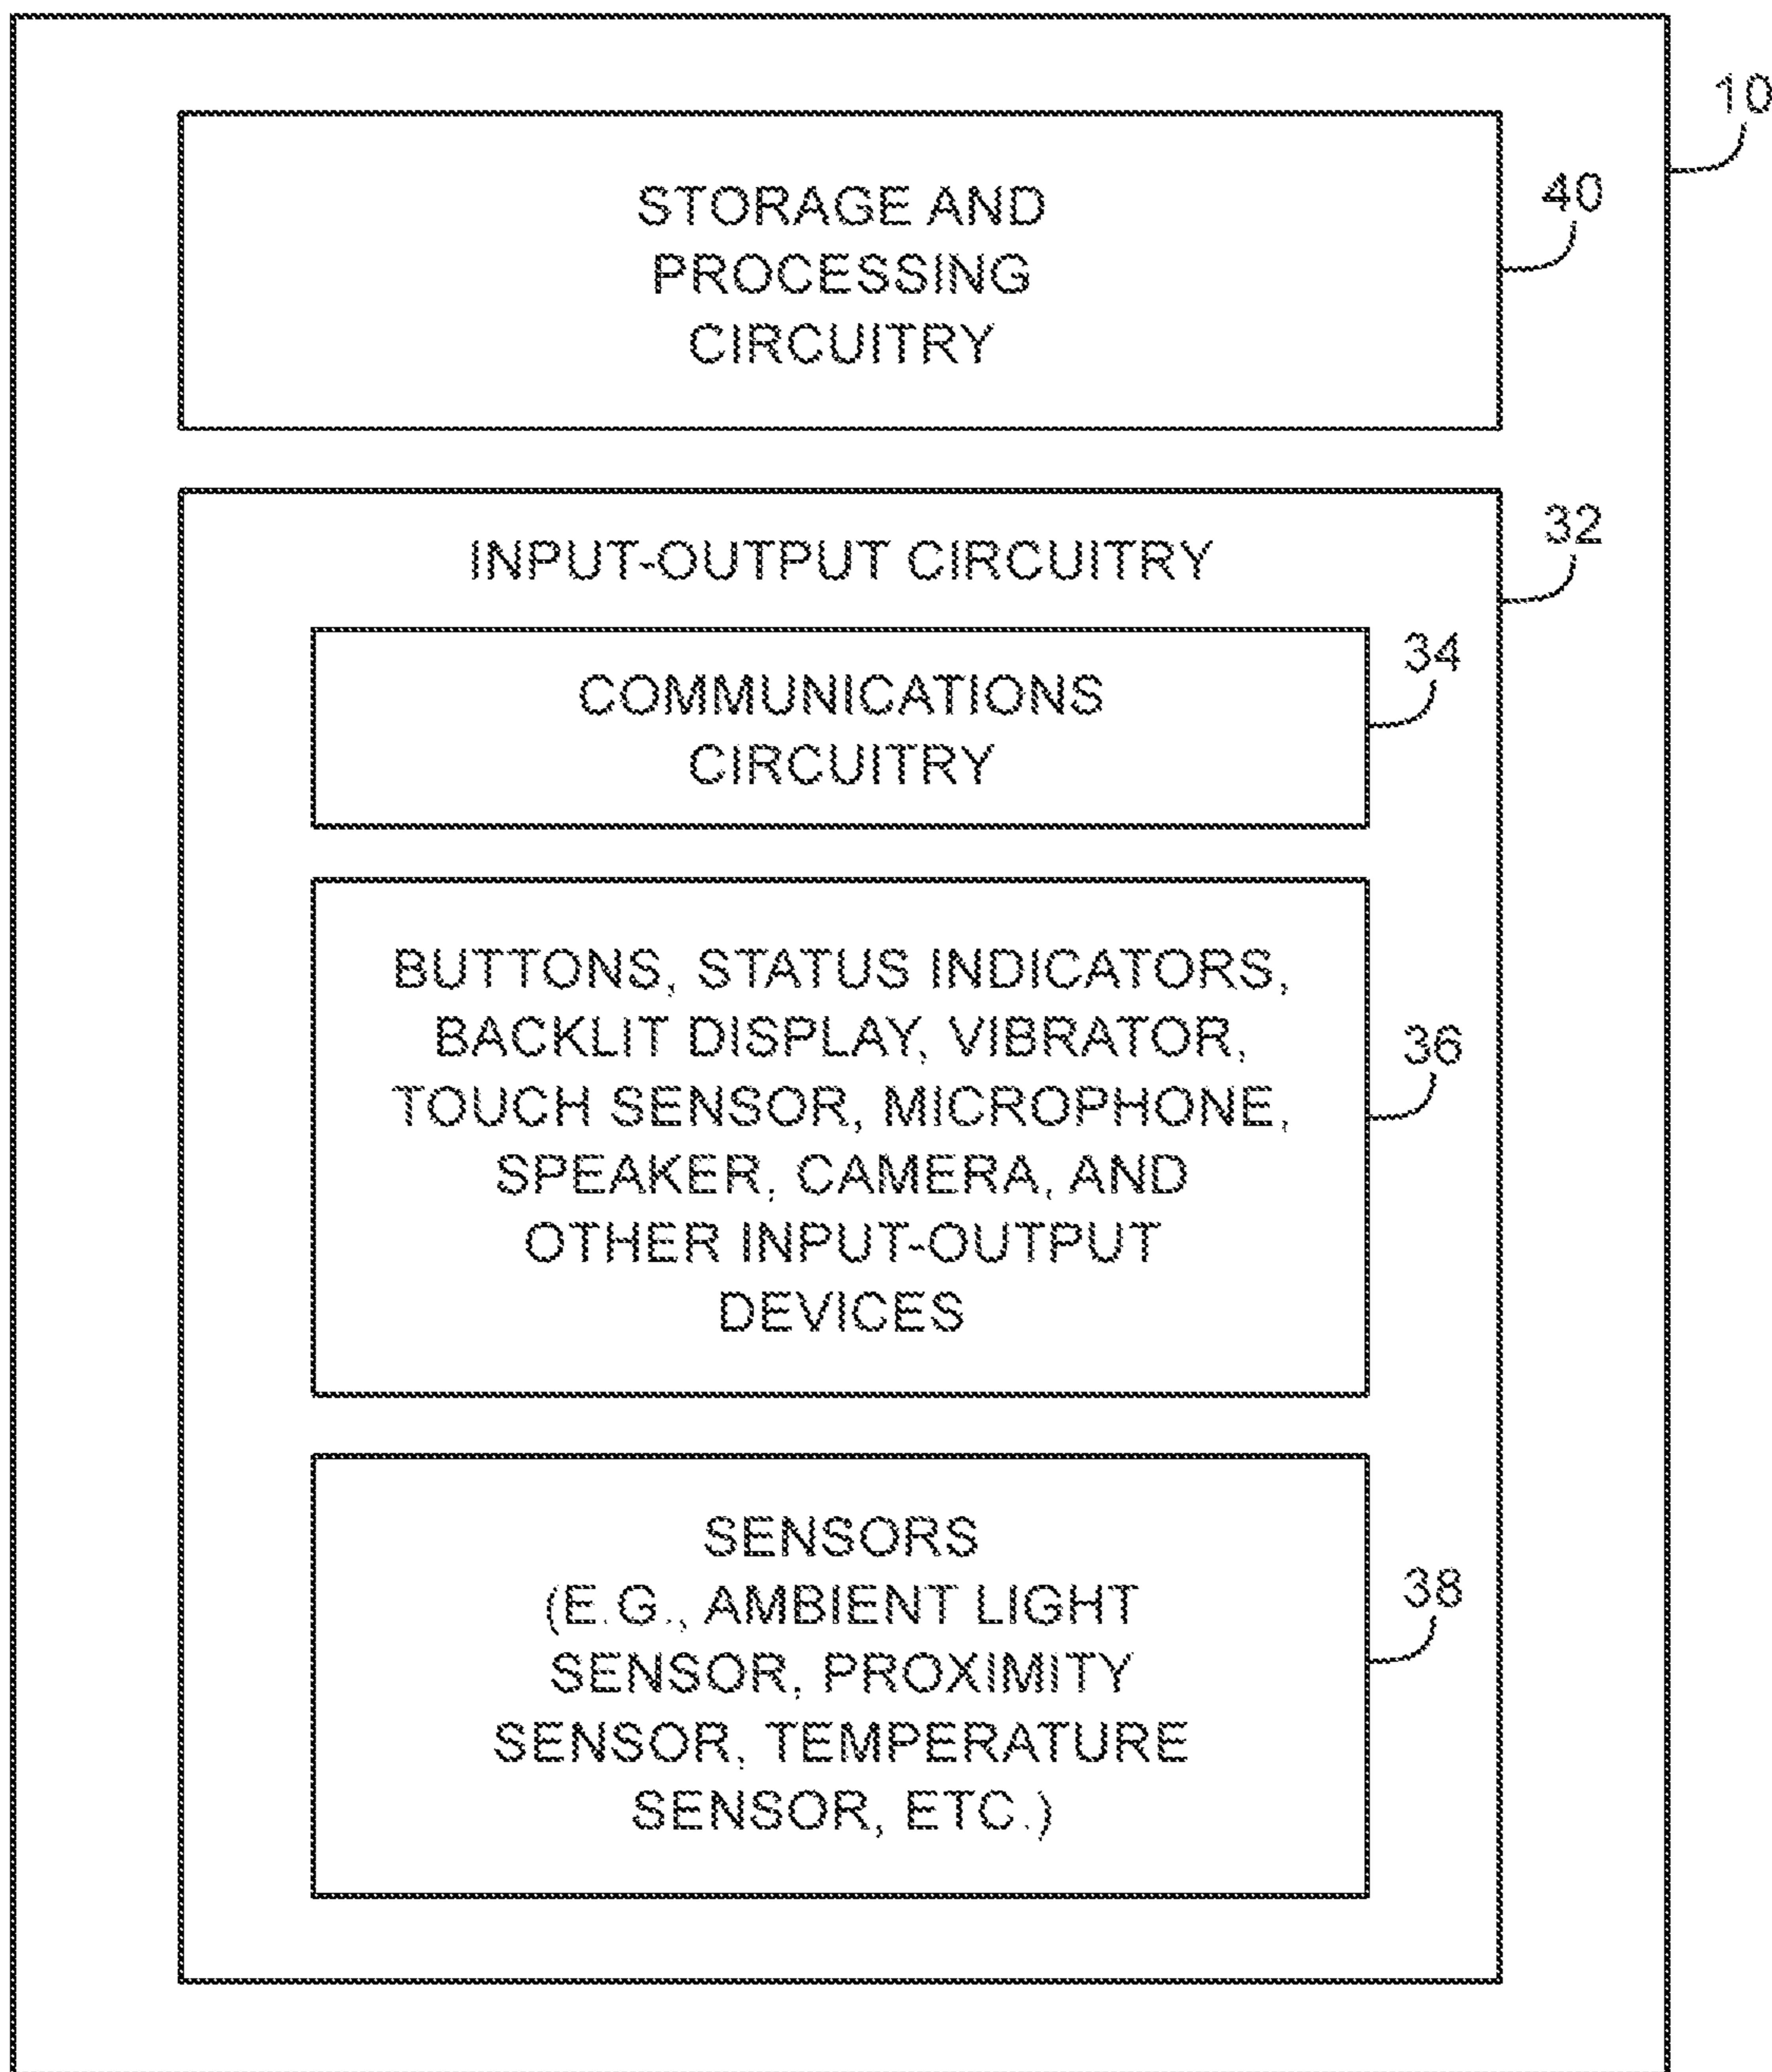 10
STORAGE AND
PROCESSING
CIRCUITRY
40
INPUT-OUTPUT CIRCUITRY
32
COMMUNICATIONS
CIRCUITRY
34
BUTTONS, STATUS INDICATORS,
BACKLIT DISPLAY, VIBRATOR,
TOUCH SENSOR, MICROPHONE,
SPEAKER, CAMERA, AND
OTHER INPUT-OUTPUT
DEVICES
36
SENSORS
(E.G., AMBIENT LIGHT
SENSOR, PROXIMITY
SENSOR, TEMPERATURE
SENSOR, ETC.)
38